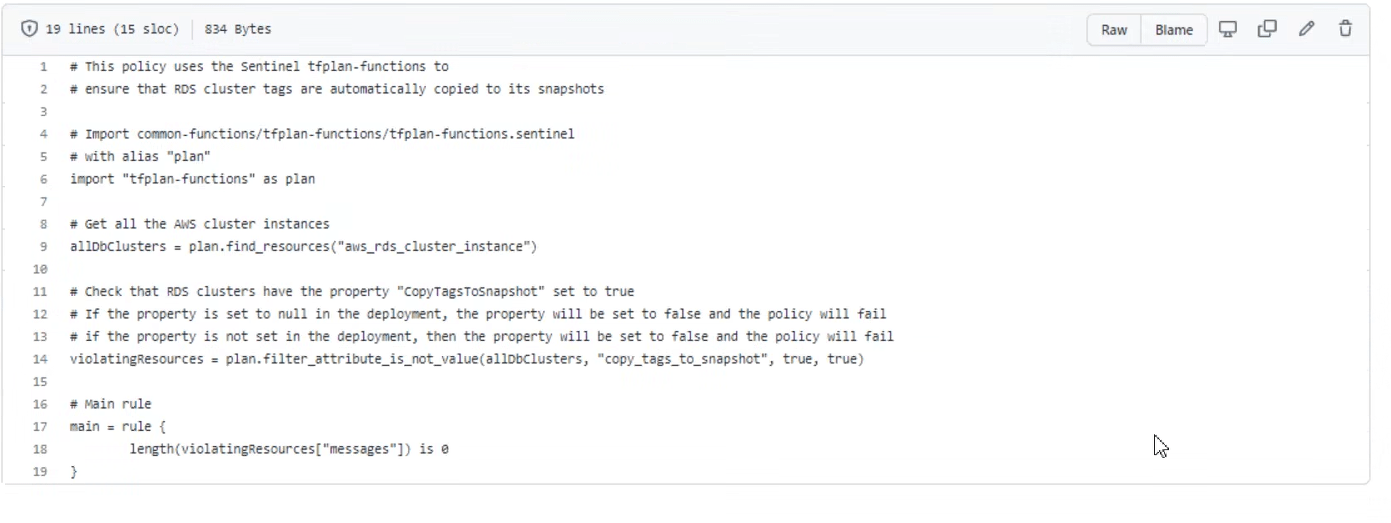 19 lines (15 sloc) 834 Bytes Raw Blame
1 # This policy uses the Sentinel tfplan-functions to
2 # ensure that RDS cluster tags are automatically copied to its snapshots
3
4 # Import common-functions/tfplan-functions/tfplan-functions.sentinel
5 # with alias "plan"
6 import "tfplan-functions" as plan
7
8 # Get all the AWS cluster instances
9 allDbClusters = plan.find_resources("aws_rds_cluster_instance")
10
11 # Check that RDS clusters have the property "CopyTagsToSnapshot" set to true
12 # If the property is set to null in the deployment, the property will be set to false and the policy will fail
13 # if the property is not set in the deployment, then the property will be set to false and the policy will fail
14 violatingResources = plan.filter_attribute_is_not_value(allDbClusters, "copy_tags_to_snapshot", true, true)
15
16 # Main rule
17 main = rule {
18 length(violatingResources["messages"]) is 0
19 }